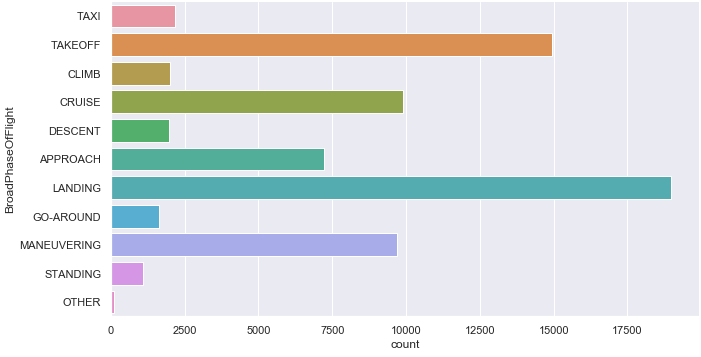 BroadPhaseOfFlight
TAXI
TAKEOFF
CLIMB
CRUISE
DESCENT
APPROACH
LANDING
GO-AROUND
MANEUVERING
STANDING
OTHER
0 2500 5000 7500 10000 12500 15000 17500
count